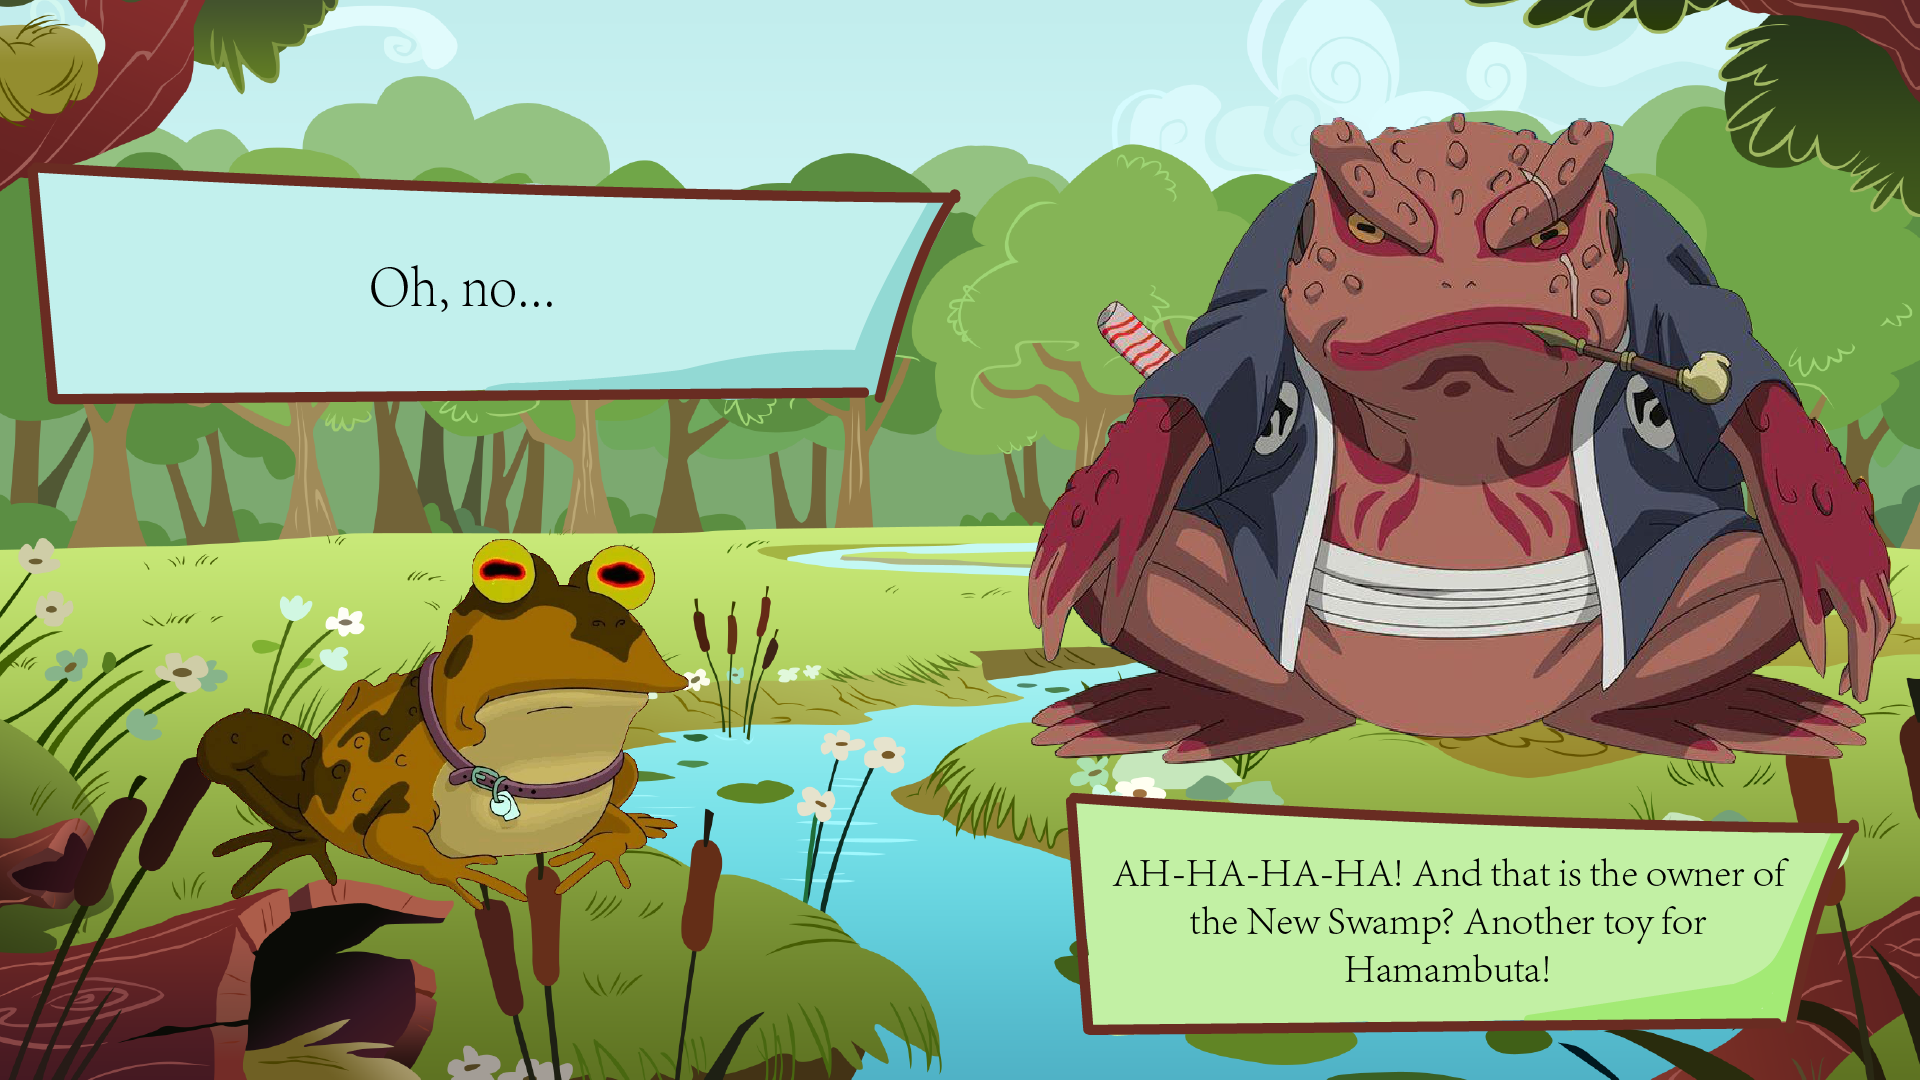 Oh, no...
AH-HA-HA-HA! And that is the owner of
the New Swamp? Another toy for
Hamambuta!